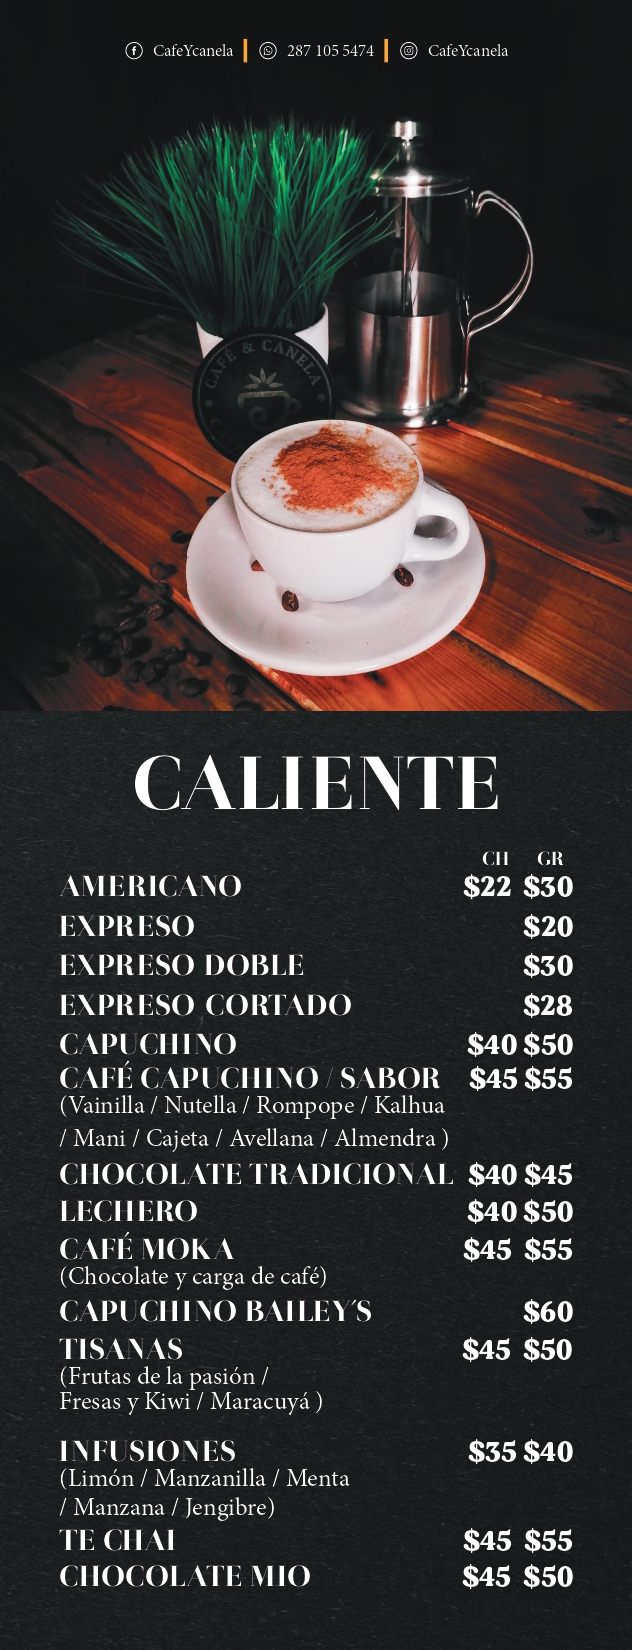 CafeYcanela 287 105 5474 CafeYcanela
CAFÉ & CANELA
CALIENTE
CH GR
AMERICANO $22 $30
EXPRESO $20
EXPRESO DOBLE $30
EXPRESO CORTADO $28
CAPUCHINO $40 $50
CAFÉ CAPUCHINO / SABOR $45 $55
(Vainilla / Nutella / Rompope / Kalhua
/ Mani / Cajeta / Avellana / Almendra )
CHOCOLATE TRADICIONAL $40 $45
LECHERO $40 $50
CAFÉ MOKA $45 $55
(Chocolate y carga de café)
CAPUCHINO BAILEY´S $60
TISANAS $45 $50
(Frutas de la pasión /
Fresas y Kiwi / Maracuyá )
INFUSIONES $35 $40
(Limón / Manzanilla / Menta
/ Manzana / Jengibre)
TE CHAI $45 $55
CHOCOLATE MIO $45 $50